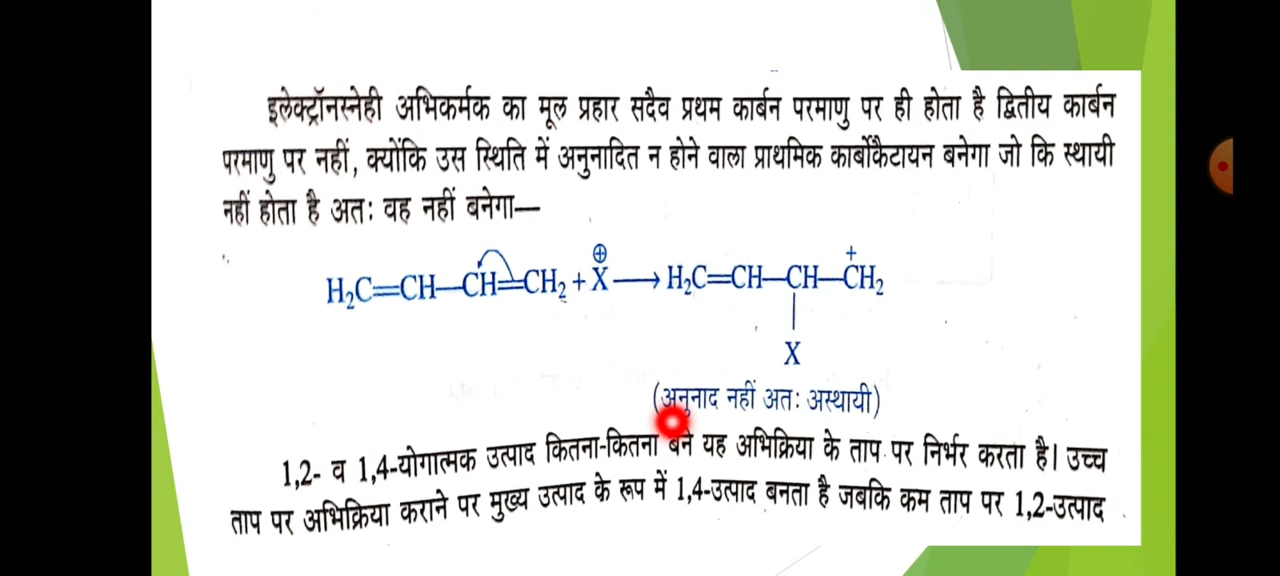 इलेक्ट्रॉनस्नेही अभिकर्मक का मूल प्रहार सदैव प्रथम कार्बन परमाणु पर ही होता है द्वितीय कार्बन
परमाणु पर नहीं, क्योंकि उस स्थिति में अनुनादित न होने वाला प्राथमिक कार्बोकैटायन बनेगा जो कि स्थायी
नहीं होता है अतः वह नहीं बनेगा—
H₂C=CH—CH=CH₂ + X⊕ ⟶ H₂C=CH—CH—C⁺H₂
X
(अनुनाद नहीं अतः अस्थायी)
1,2- व 1,4-योगात्मक उत्पाद कितना-कितना बने यह अभिक्रिया के ताप पर निर्भर करता है। उच्च
ताप पर अभिक्रिया कराने पर मुख्य उत्पाद के रूप में 1,4-उत्पाद बनता है जबकि कम ताप पर 1,2-उत्पाद